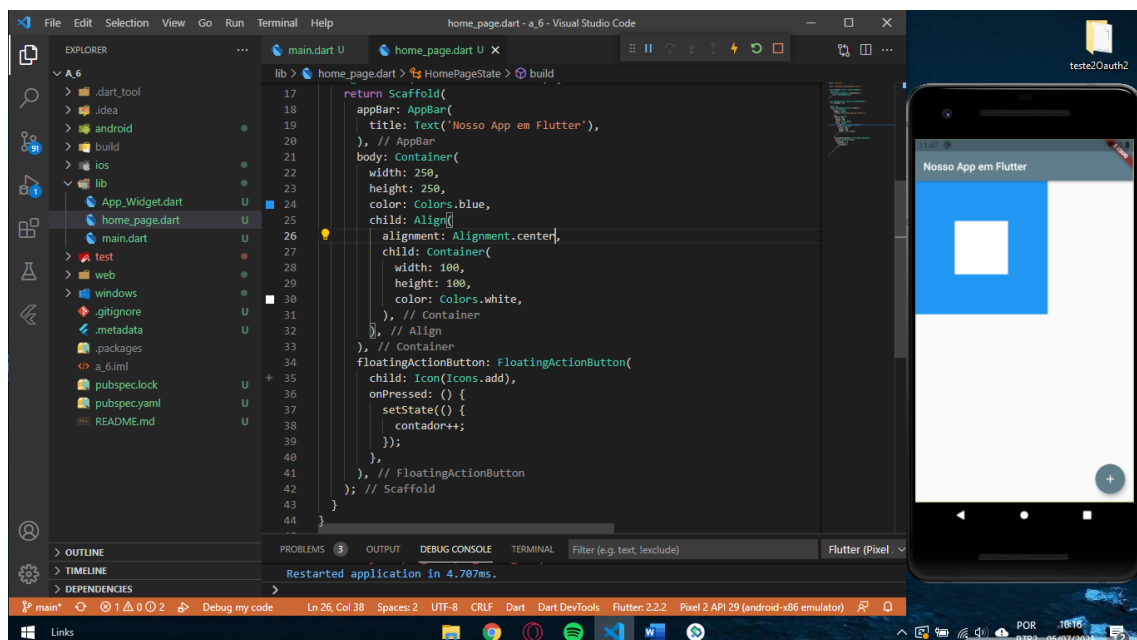 File Edit Selection View Go Run Terminal Help
home_page.dart - a_6 - Visual Studio Code
EXPLORER
main.dart U
home_page.dart U
A_6
.dart_tool
.idea
android
build
ios
lib
App_Widget.dart U
home_page.dart U
main.dart U
test
web
windows
.gitignore U
.metadata U
.packages
a_6.iml
pubspec.lock U
pubspec.yaml U
README.md U
91
1
OUTLINE
TIMELINE
DEPENDENCIES
lib > home_page.dart > HomePageState > build
17 return Scaffold(
18 appBar: AppBar(
19 title: Text('Nosso App em Flutter'),
20 ), // AppBar
21 body: Container(
22 width: 250,
23 height: 250,
24 color: Colors.blue,
25 child: Align(
26 alignment: Alignment.center,
27 child: Container(
28 width: 100,
29 height: 100,
30 color: Colors.white,
31 ), // Container
32 ), // Align
33 ), // Container
34 floatingActionButton: FloatingActionButton(
35 child: Icon(Icons.add),
36 onPressed: () {
37 setState(() {
38 contador++;
39 });
40 },
41 ), // FloatingActionButton
42 ); // Scaffold
43 }
44 }
PROBLEMS 3 OUTPUT DEBUG CONSOLE TERMINAL Filter (e.g. text, !exclude) Flutter (Pixel
Restarted application in 4.707ms.
main* 1 0 2 Debug my code Ln 26, Col 38 Spaces: 2 UTF-8 CRLF Dart Dart DevTools Flutter: 2.2.2 Pixel 2 API 29 (android-x86 emulator)
teste2Oauth2
11:47
Nosso App em Flutter
Links
POR
10:16